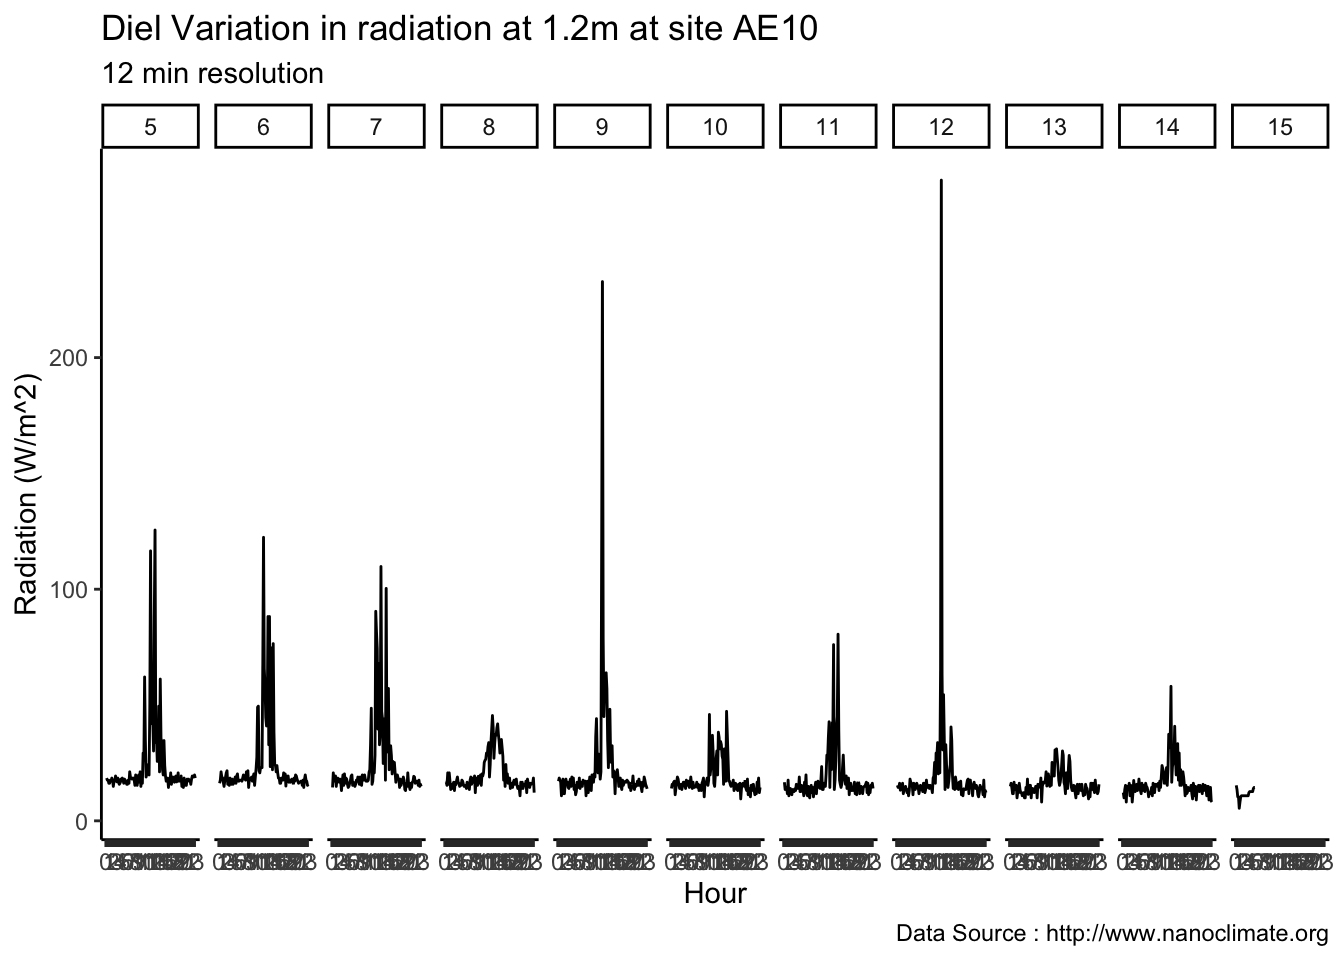 Diel Variation in radiation at 1.2m at site AE10
12 min resolution
5 6 7 8 9 10 11 12 13 14 15
Radiation (W/m^2)
200
100
0
Hour
Data Source : http://www.nanoclimate.org